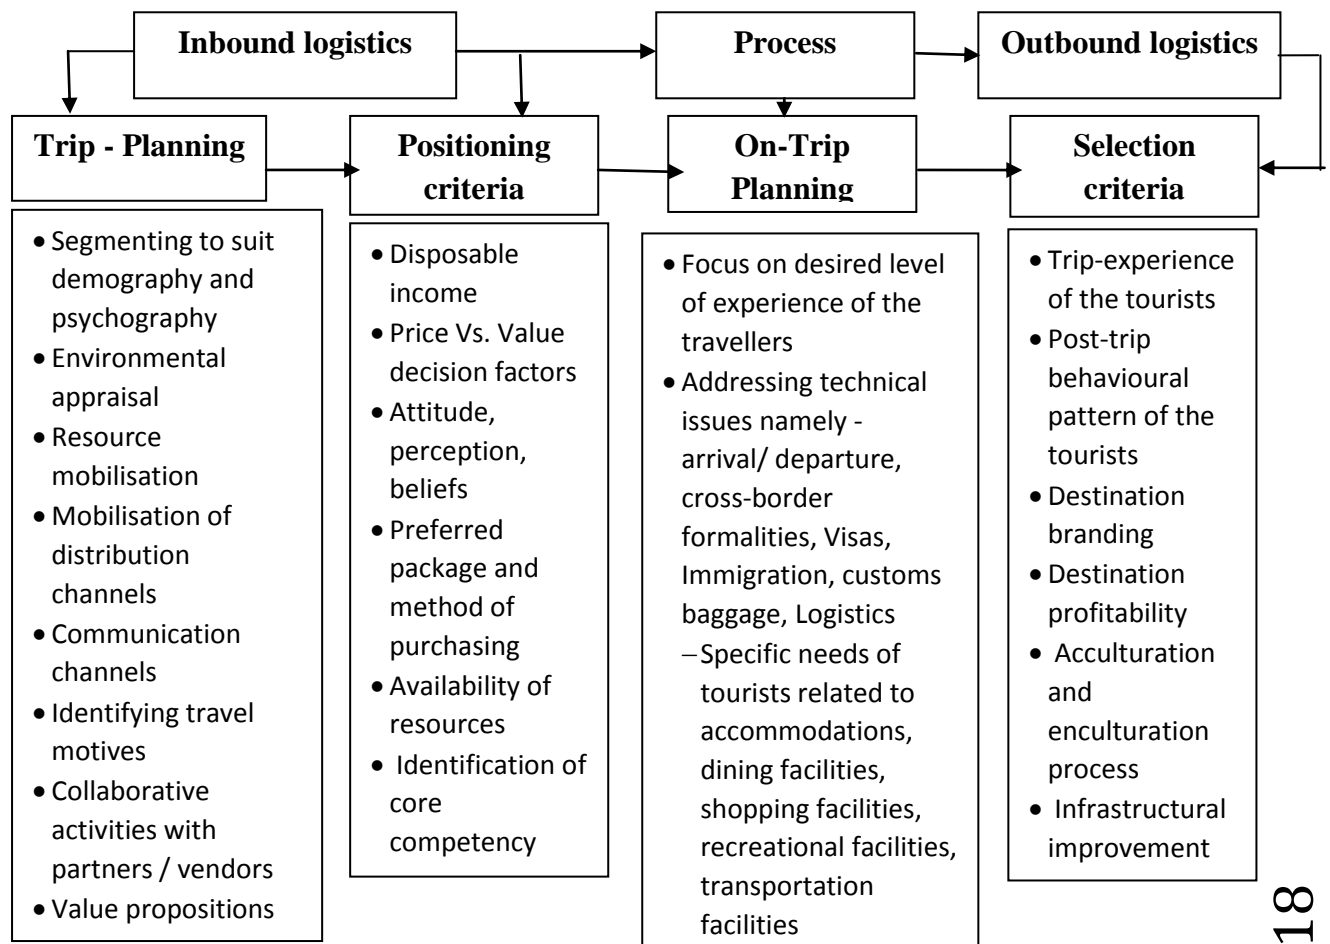 Inbound logistics
Process
Outbound logistics
Trip - Planning
Positioning
criteria
On-Trip
Planning
Selection
criteria
• Segmenting to suit
demography and
psychography
• Environmental
appraisal
• Resource
mobilisation
• Mobilisation of
distribution
channels
• Communication
channels
• Identifying travel
motives
• Collaborative
activities with
partners / vendors
• Value propositions
• Disposable
income
• Price Vs. Value
decision factors
• Attitude,
perception,
beliefs
• Preferred
package and
method of
purchasing
• Availability of
resources
• Identification of
core
competency
• Focus on desired level
of experience of the
travellers
• Addressing technical
issues namely -
arrival/ departure,
cross-border
formalities, Visas,
Immigration, customs
baggage, Logistics
–Specific needs of
tourists related to
accommodations,
dining facilities,
shopping facilities,
recreational facilities,
transportation
facilities
• Trip-experience
of the tourists
• Post-trip
behavioural
pattern of the
tourists
• Destination
branding
• Destination
profitability
• Acculturation
and
enculturation
process
• Infrastructural
improvement
18